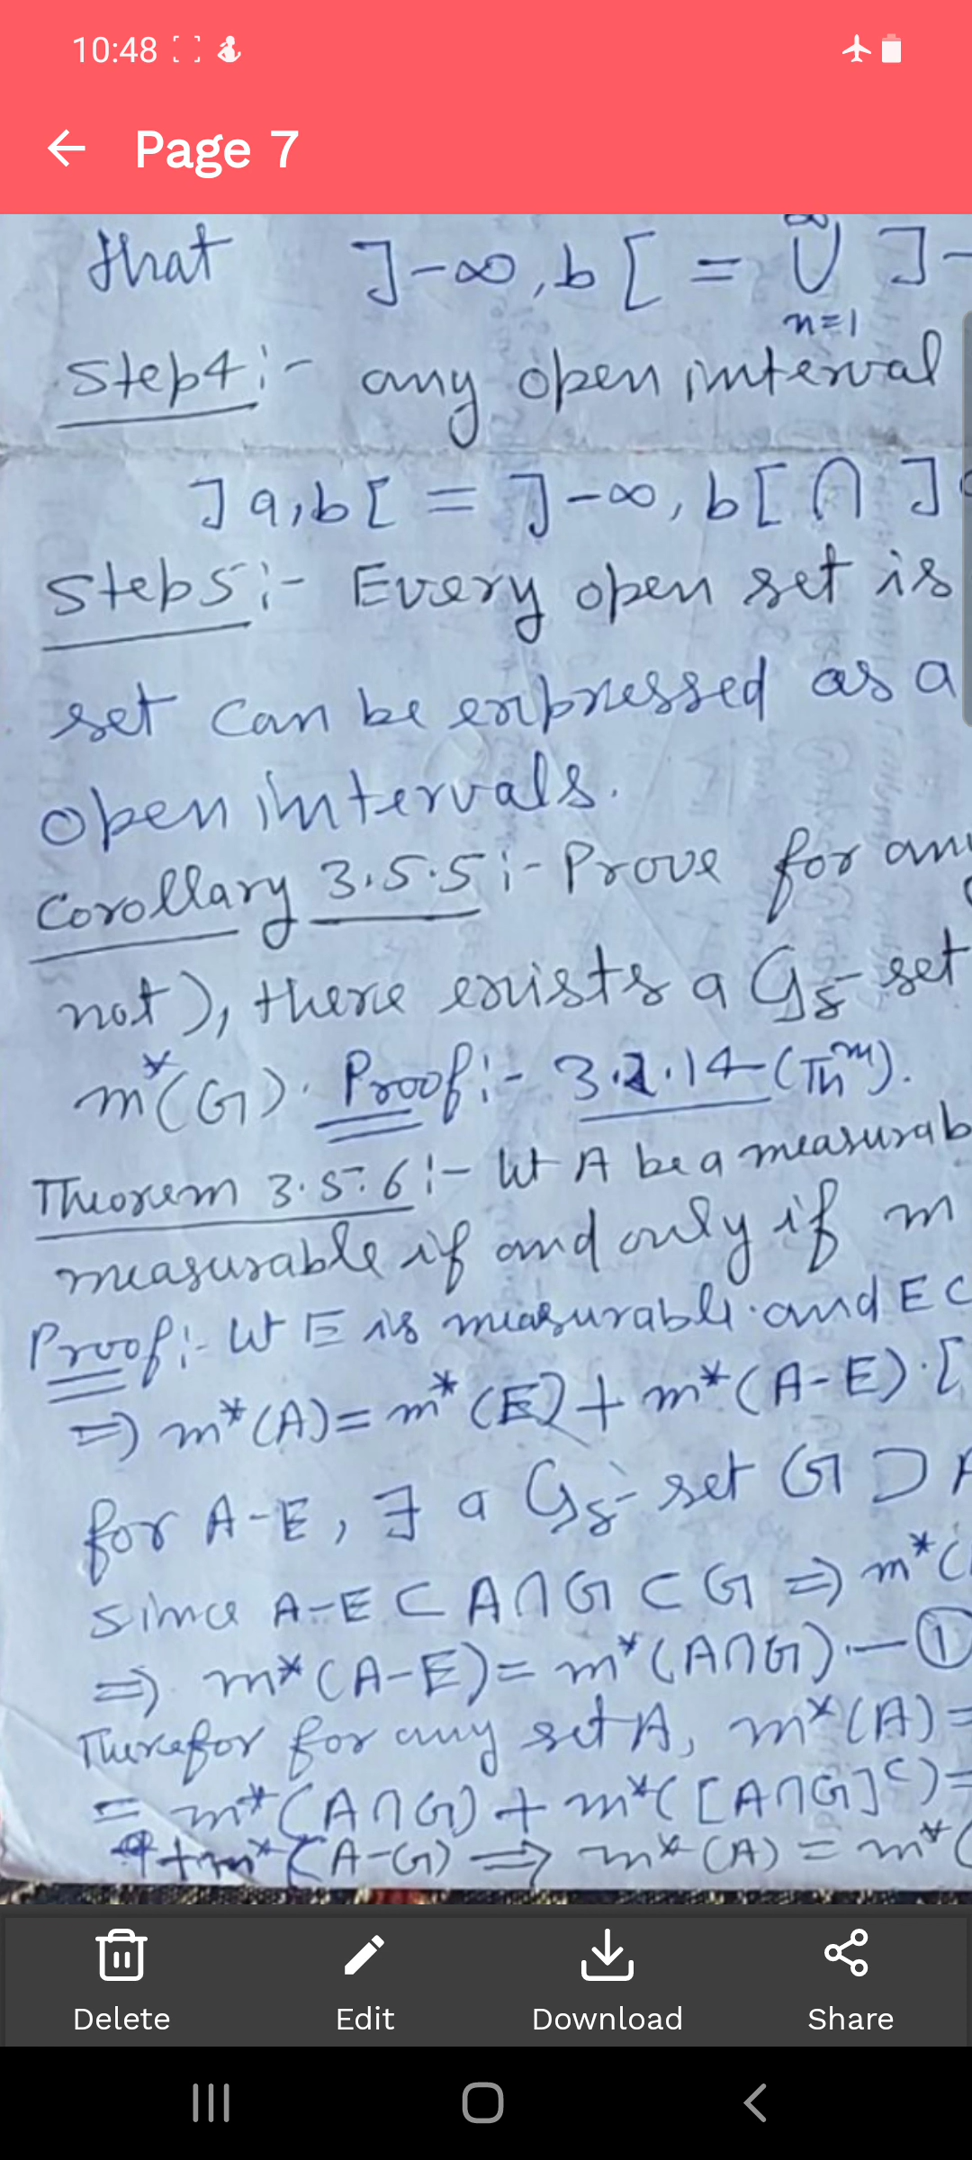 10:48
Page 7
that ]-∞,b[ = ∞⋃n=1 ]-
Step4:- any open interval
]a,b[ = ]-∞,b[ ∩ ]
Step5:- Every open set is
set can be expressed as a
open intervals.
Corollary 3.5.5:- Prove for any
not), there exists a Gδ-set
m*(G). Proof:- 3.2.14 (Thm).
Theorem 3.5.6:- let A be a measurab
measurable if and only if m
Proof:- let E is measurable and E ⊂
⇒ m*(A) = m*(E) + m*(A-E).[
for A-E, ∃ a Gδ-set G ⊃ A
since A-E ⊂ A∩G ⊂ G ⇒ m*(
⇒ m*(A-E) = m*(A∩G).—①
Therefor for any set A, m*(A) =
= m*(A∩G) + m*([A∩G]ᶜ) =
+ m*(A-G) ⇒ m*(A) = m*(
Delete Edit Download Share